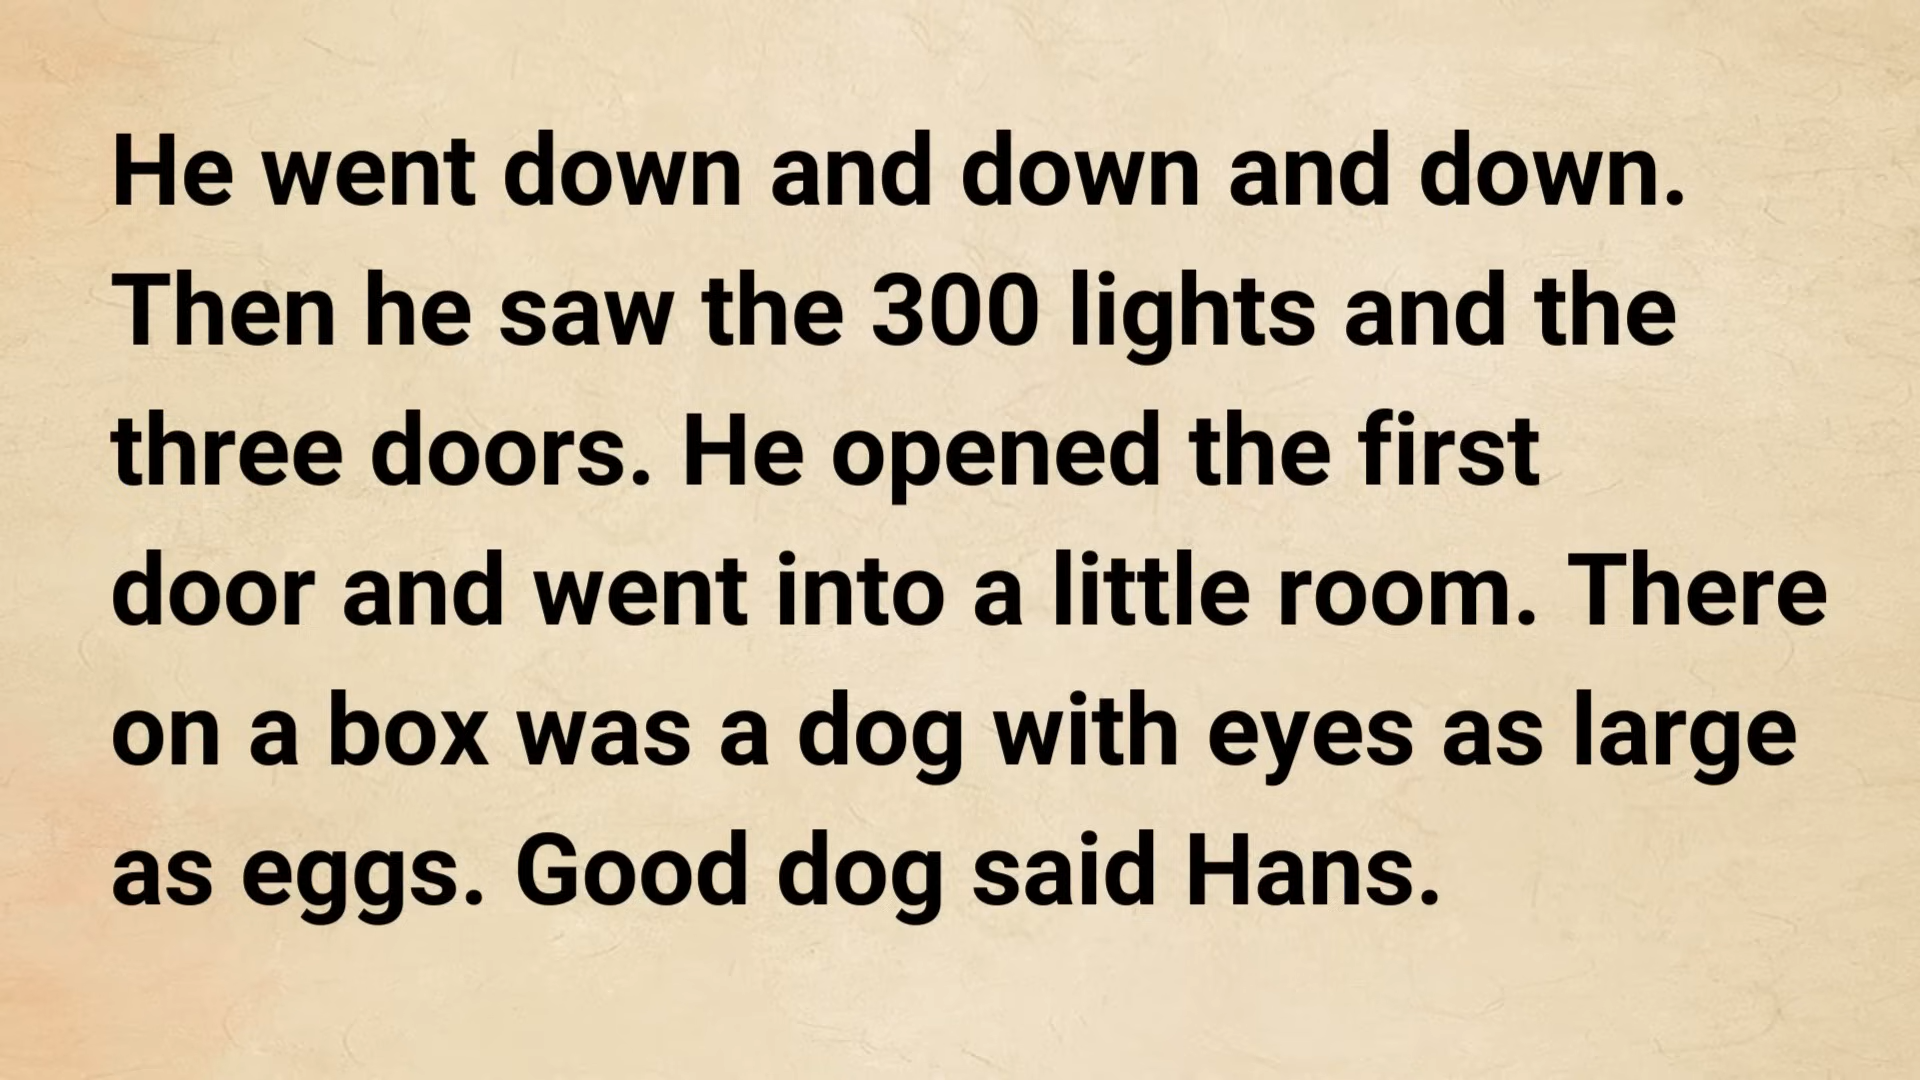 He went down and down and down.
Then he saw the 300 lights and the
three doors. He opened the first
door and went into a little room. There
on a box was a dog with eyes as large
as eggs. Good dog said Hans.